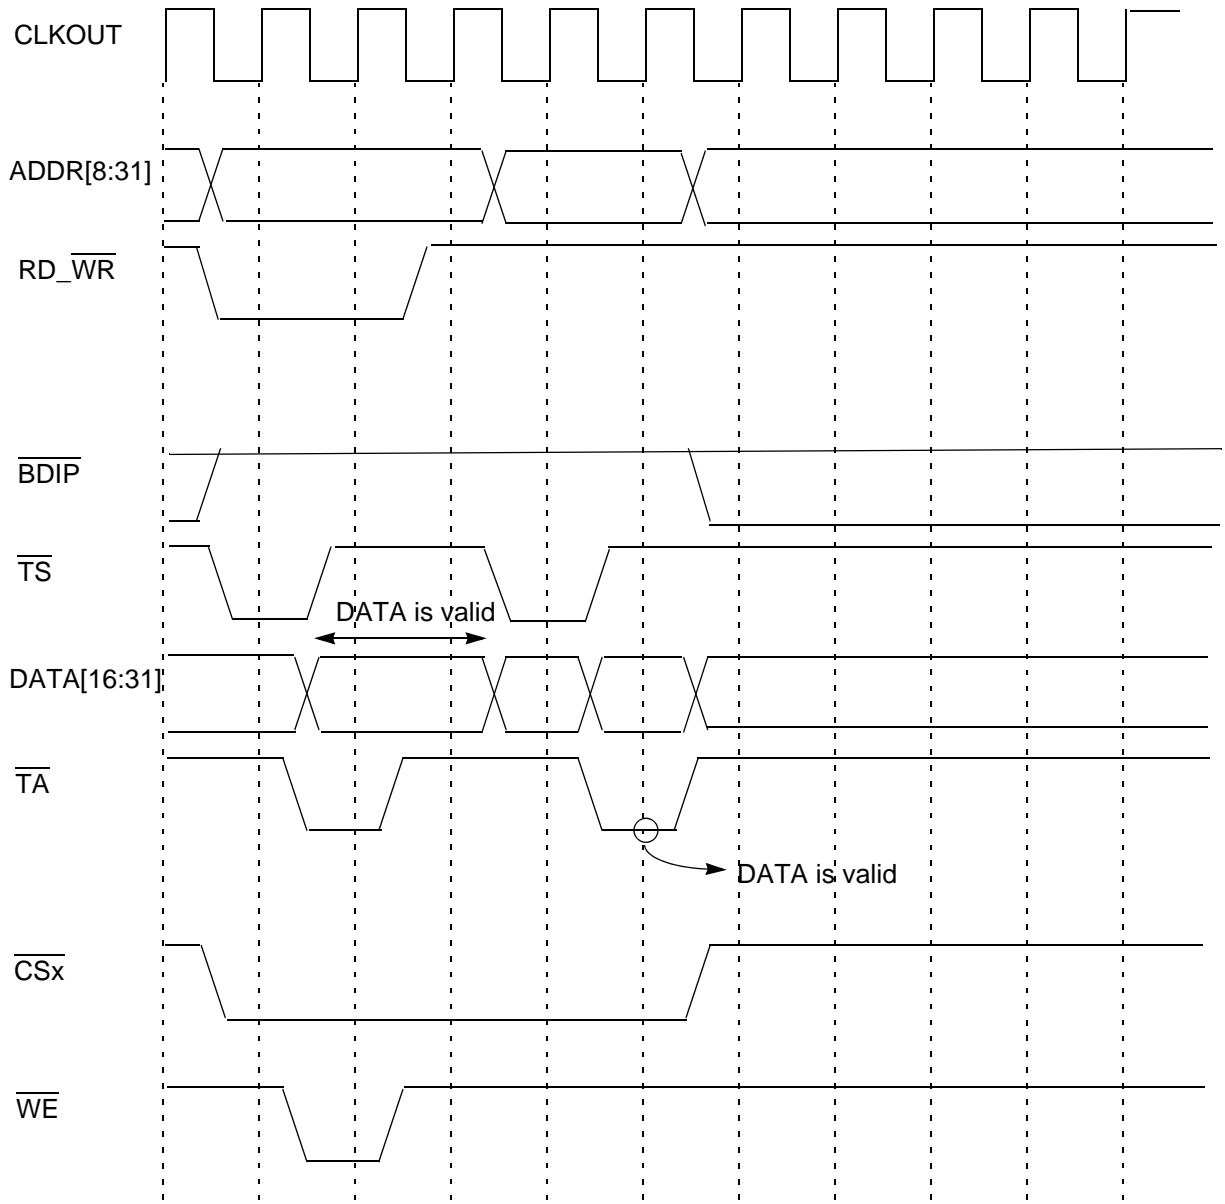 CLKOUT
ADDR[8:31]
RD_WR
BDIP
TS
DATA is valid
DATA[16:31]
TA
DATA is valid
CSx
WE